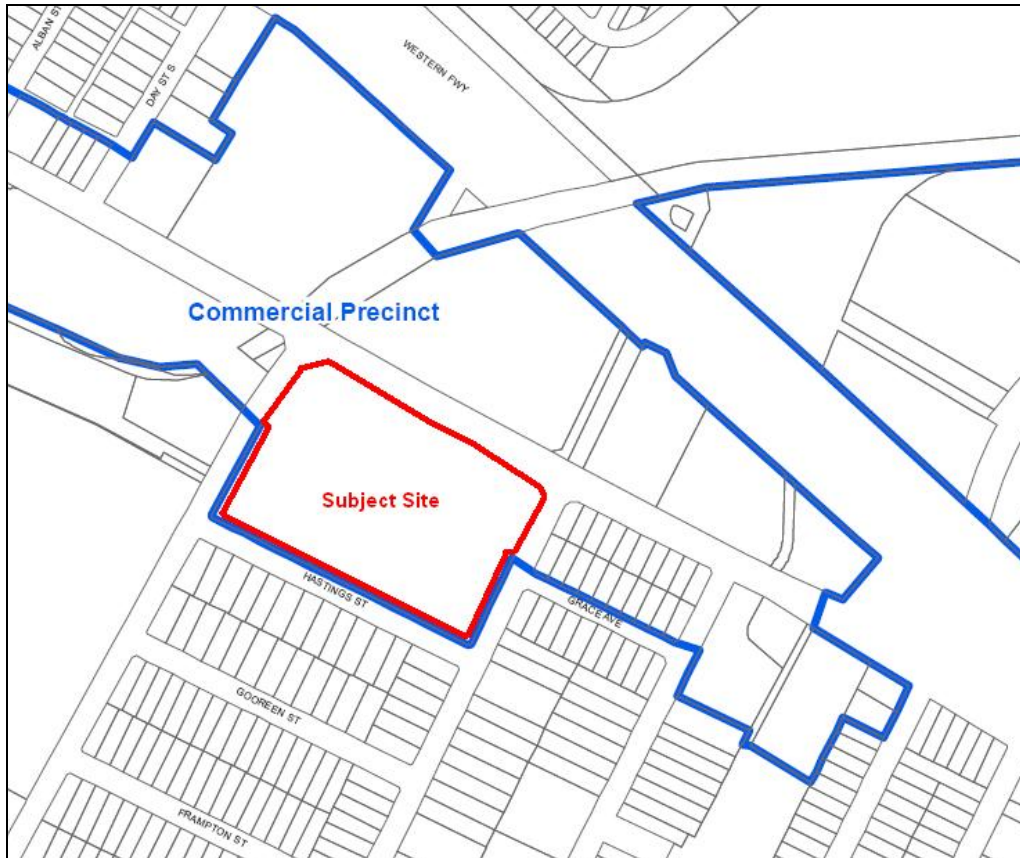 ALBAN ST
DAY ST S
WESTERN FWY
Commercial Precinct
Subject Site
HASTINGS ST
GRACE AVE
GOOREEN ST
FRAMPTON ST